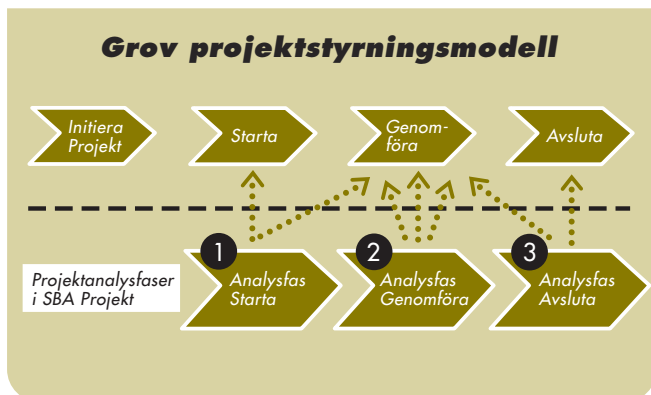 Grov projektstyrningsmodell
Initiera
Projekt
Starta
Genom-
föra
Avsluta
Projektanalysfaser
i SBA Projekt
1
Analysfas
Starta
2
Analysfas
Genomföra
3
Analysfas
Avsluta